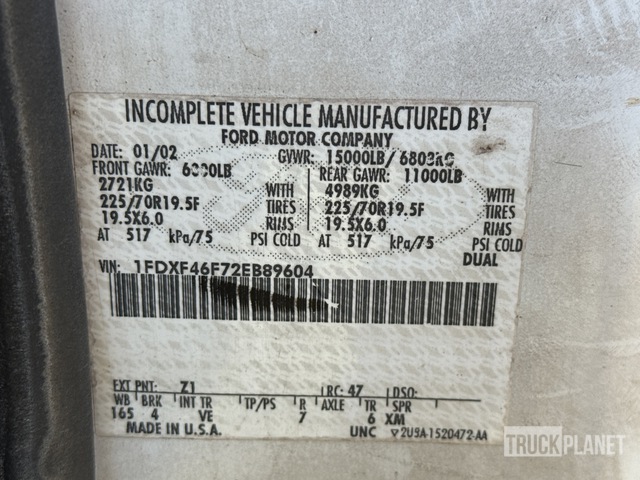 INCOMPLETE VEHICLE MANUFACTURED BY
FORD MOTOR COMPANY
DATE: 01/02 GVWR: 15000LB/ 6803KG
FRONT GAWR: 6000LB REAR GAWR: 11000LB
2721KG WITH 4989KG WITH
225/70R19.5F TIRES 225/70R19.5F TIRES
19.5X6.0 RIMS 19.5X6.0 RIMS
AT 517 kPa/75 PSI COLD AT 517 kPa/75 PSI COLD
DUAL
VIN: 1FDXF46F72EB89604
EXT PNT: Z1 RC: 47 DSO:
WB BRK INT TR TP/PS R AXLE TR SPR
165 4 VE 7 6 XM
MADE IN U.S.A. UNC 2U9A-1520472-AA
TRUCKPLANET